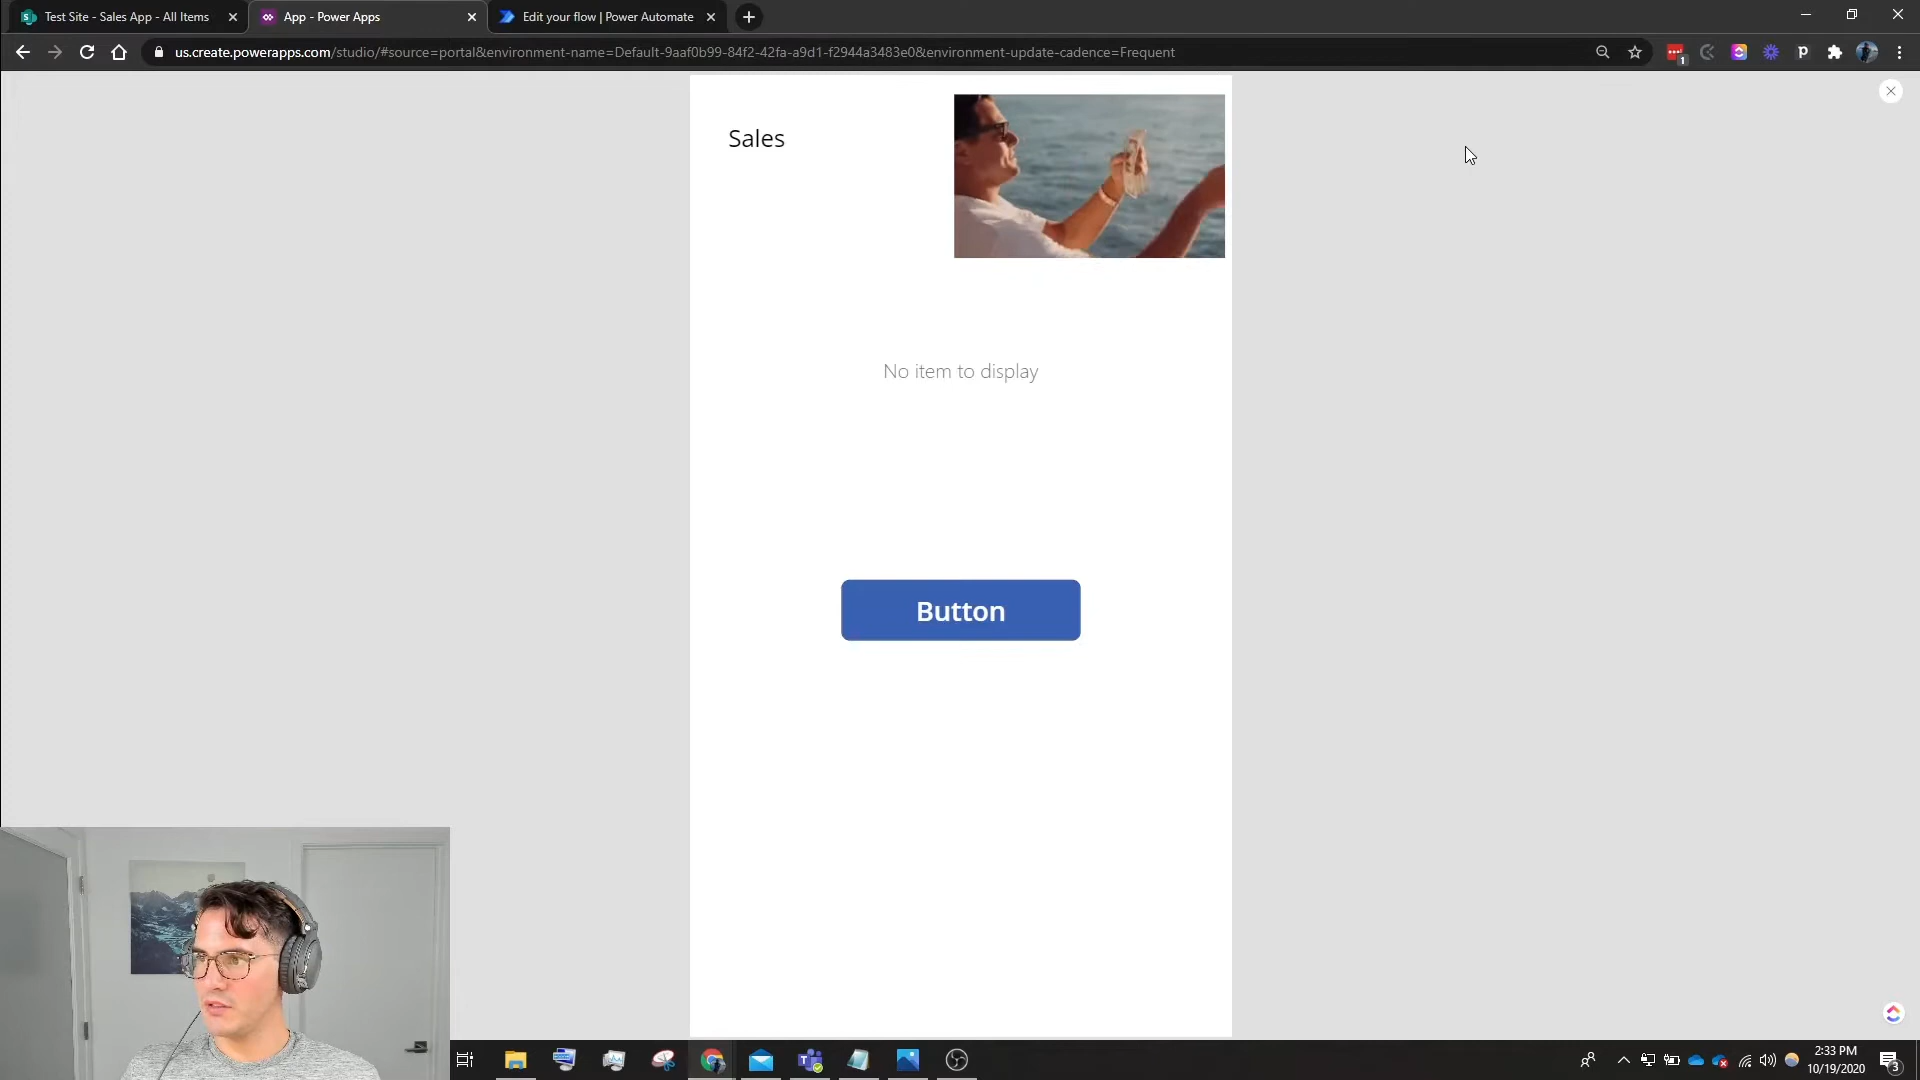 Test Site - Sales App - All Items
App - Power Apps
Edit your flow | Power Automate
us.create.powerapps.com/studio/#source=portal&environment-name=Default-9aaf0b99-84f2-42fa-a9d1-f2944a3483e0&environment-update-cadence=Frequent
1
Sales
No item to display
Button
2:33 PM
10/19/2020
3